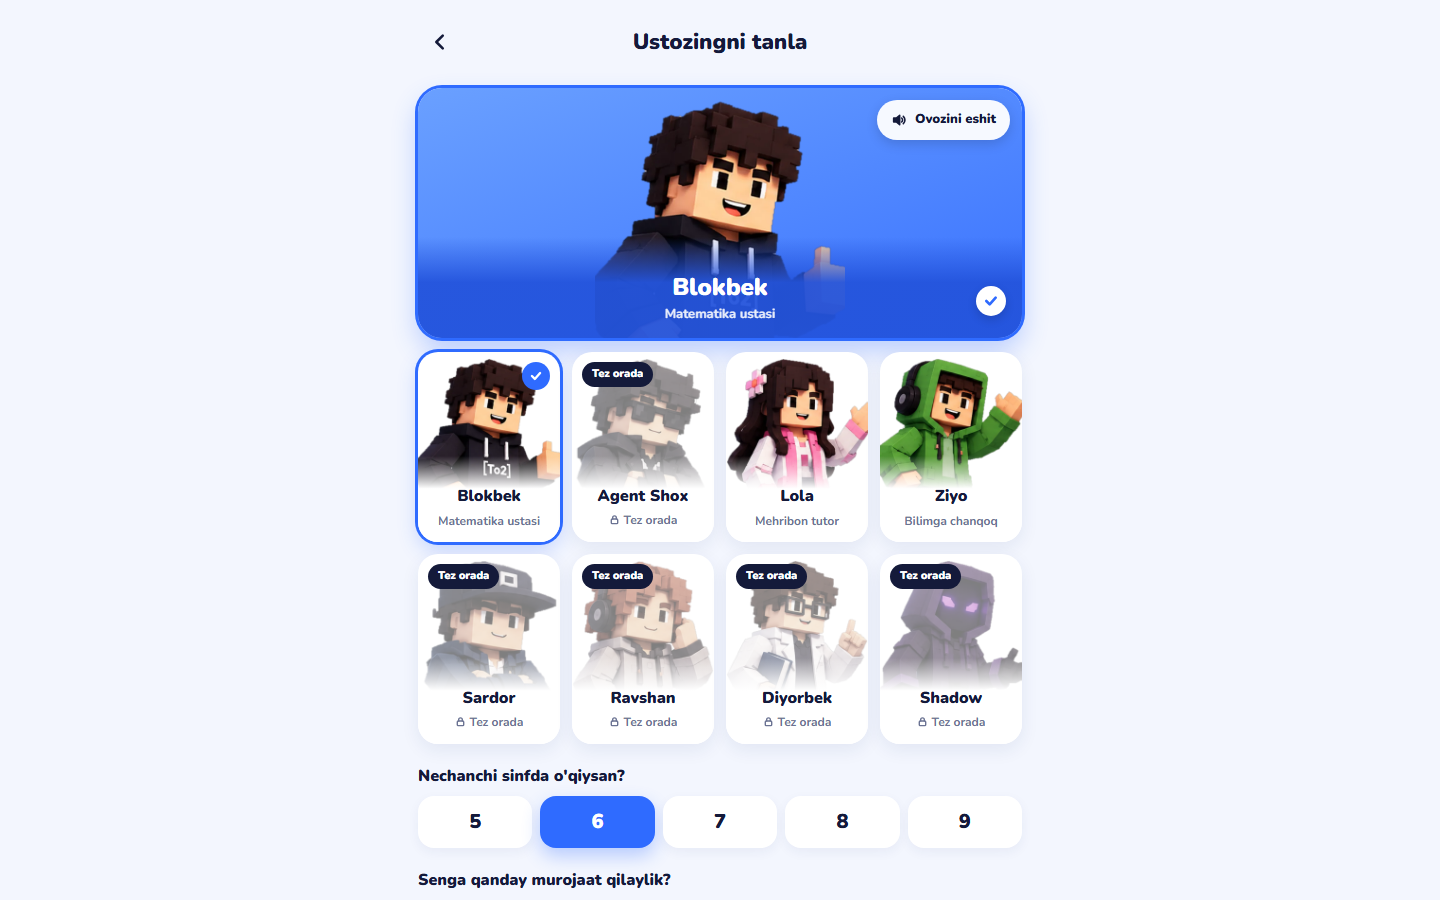 Ustozingni tanla
Ovozini eshit
Blokbek
Matematika ustasi
[To2]
Blokbek
Matematika ustasi
Tez orada
Agent Shox
Tez orada
Lola
Mehribon tutor
Ziyo
Bilimga chanqoq
Tez orada
Sardor
Tez orada
Tez orada
Ravshan
Tez orada
Tez orada
Diyorbek
Tez orada
Tez orada
Shadow
Tez orada
Nechanchi sinfda o'qiysan?
5 6 7 8 9
Senga qanday murojaat qilaylik?